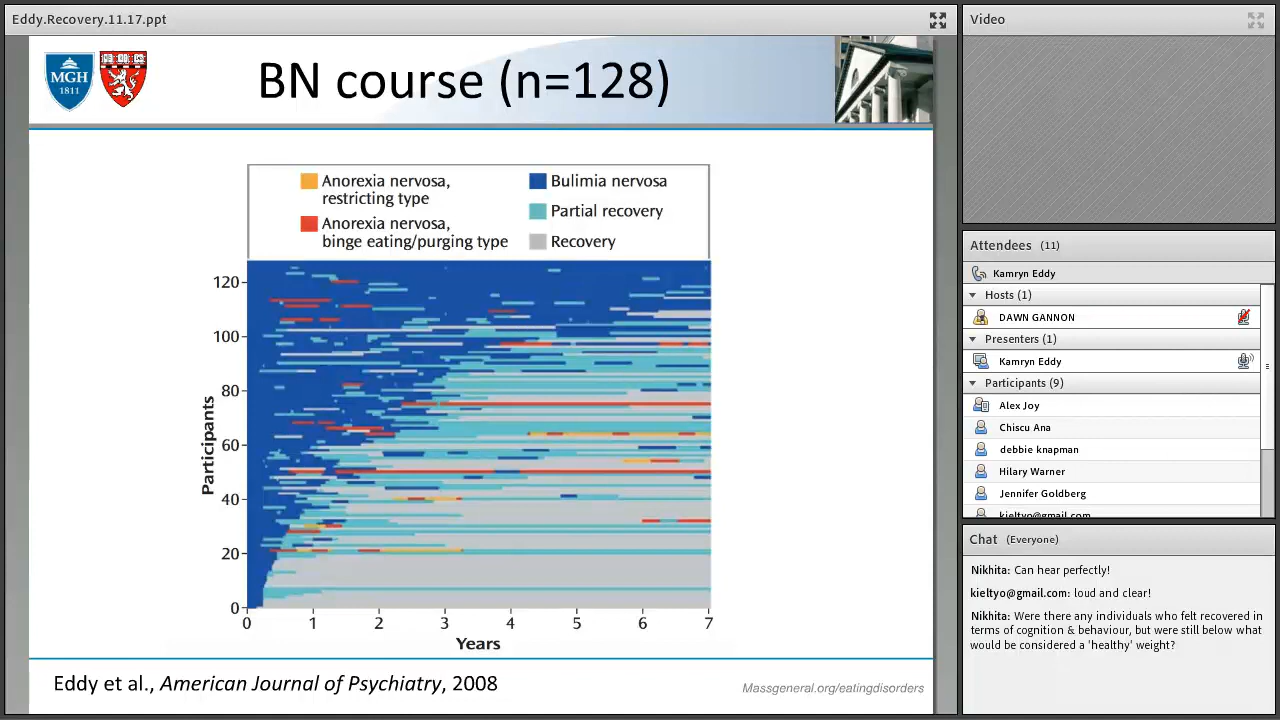 Eddy.Recovery.11.17.ppt
MGH
1811
BN course (n=128)
Anorexia nervosa,
restricting type
Anorexia nervosa,
binge eating/purging type
Bulimia nervosa
Partial recovery
Recovery
Participants
120
100
80
60
40
20
0
0 1 2 3 4 5 6 7
Years
Eddy et al., American Journal of Psychiatry, 2008
Massgeneral.org/eatingdisorders
Video
Attendees (11)
Kamryn Eddy
Hosts (1)
DAWN GANNON
Presenters (1)
Kamryn Eddy
Participants (9)
Alex Joy
Chiscu Ana
debbie knapman
Hilary Warner
Jennifer Goldberg
kieltyo@gmail.com
Chat (Everyone)
Nikhita: Can hear perfectly!
kieltyo@gmail.com: loud and clear!
Nikhita: Were there any individuals who felt recovered in
terms of cognition & behaviour, but were still below what
would be considered a 'healthy' weight?